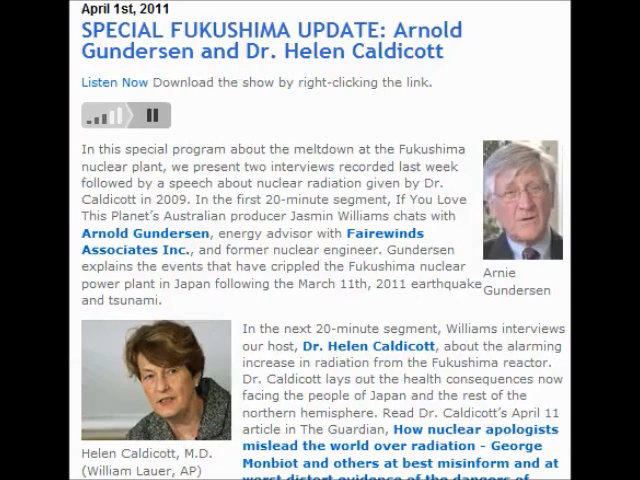 April 1st, 2011
SPECIAL FUKUSHIMA UPDATE: Arnold
Gundersen and Dr. Helen Caldicott
Listen Now Download the show by right-clicking the link.
In this special program about the meltdown at the Fukushima
nuclear plant, we present two interviews recorded last week
followed by a speech about nuclear radiation given by Dr.
Caldicott in 2009. In the first 20-minute segment, If You Love
This Planet's Australian producer Jasmin Williams chats with
Arnold Gundersen, energy advisor with Fairewinds
Associates Inc., and former nuclear engineer. Gundersen
explains the events that have crippled the Fukushima nuclear
power plant in Japan following the March 11th, 2011 earthquake
and tsunami.
Arnie
Gundersen
In the next 20-minute segment, Williams interviews
our host, Dr. Helen Caldicott, about the alarming
increase in radiation from the Fukushima reactor.
Dr. Caldicott lays out the health consequences now
facing the people of Japan and the rest of the
northern hemisphere. Read Dr. Caldicott's April 11
article in The Guardian, How nuclear apologists
mislead the world over radiation - George
Monbiot and others at best misinform and at
worst distort evidence of the dangers of
Helen Caldicott, M.D.
(William Lauer, AP)